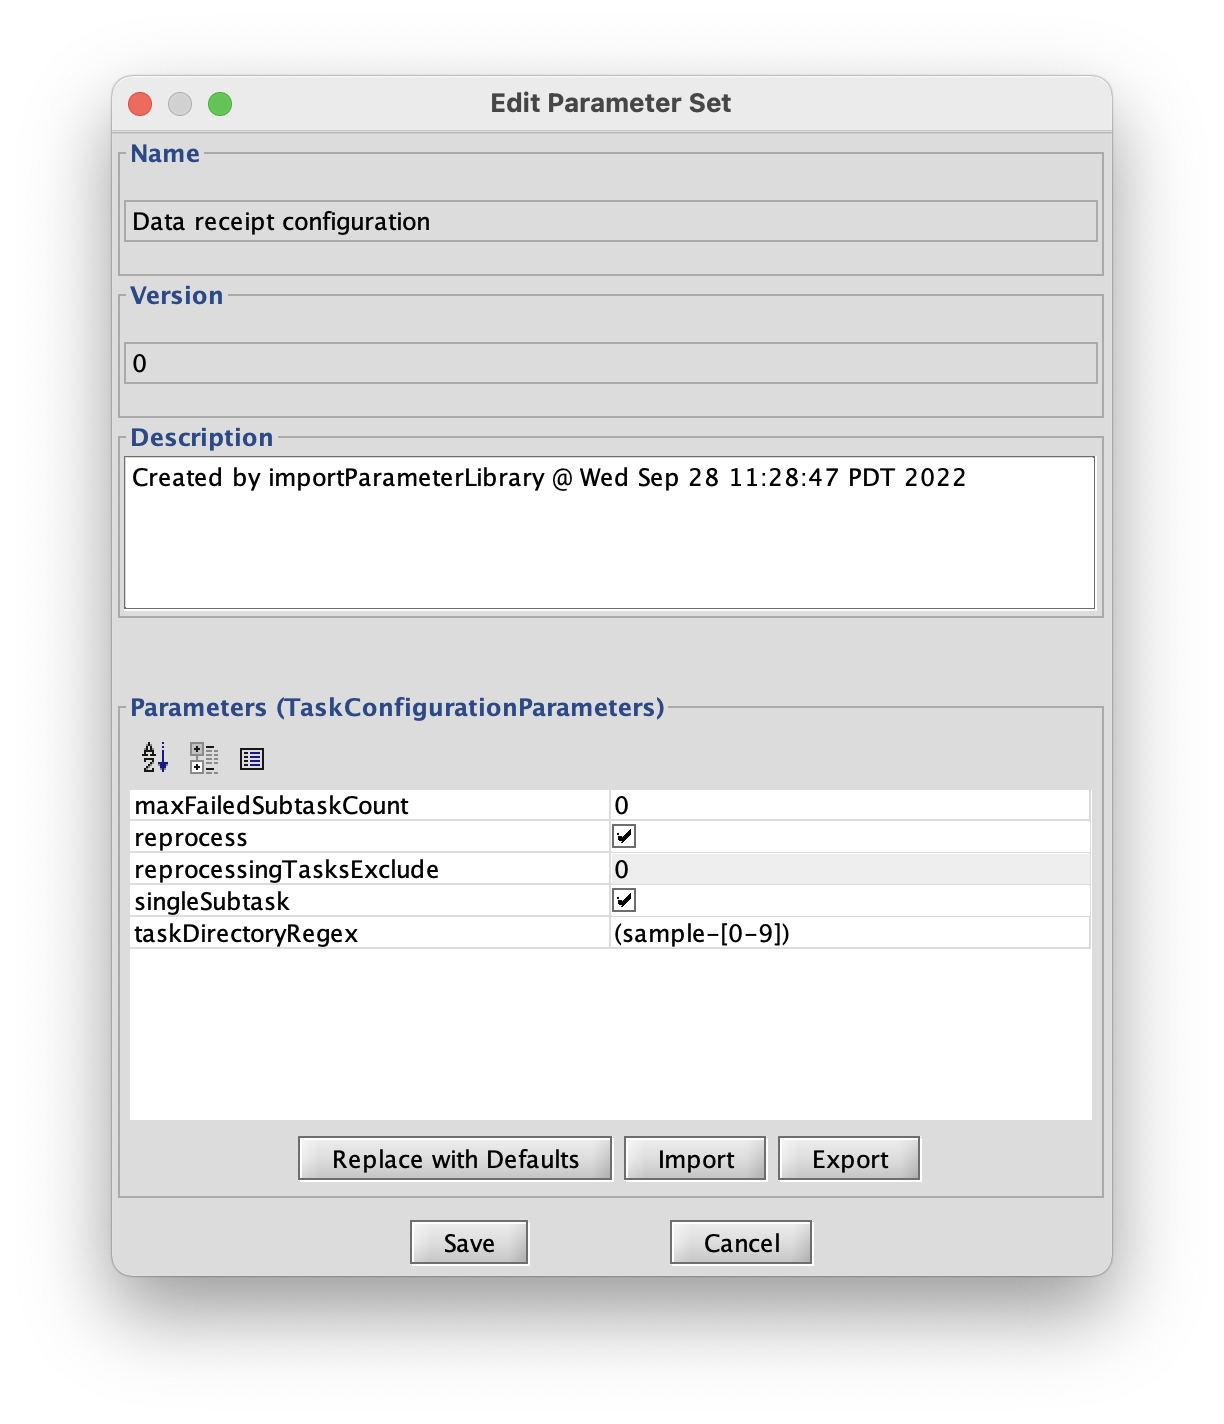 Edit Parameter Set
Name
Data receipt configuration
Version
0
Description
Created by importParameterLibrary @ Wed Sep 28 11:28:47 PDT 2022
Parameters (TaskConfigurationParameters)
maxFailedSubtaskCount 0
reprocess
reprocessingTasksExclude 0
singleSubtask
taskDirectoryRegex (sample-[0-9])
Replace with Defaults Import Export
Save Cancel